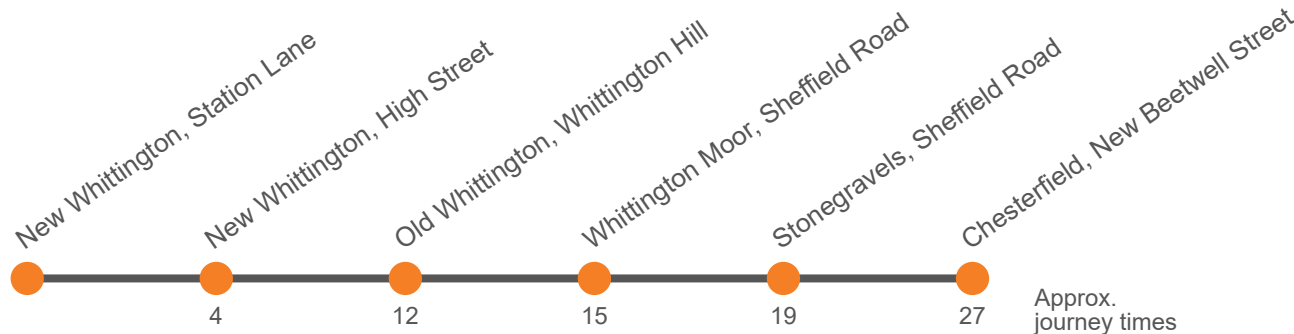 New Whittington, Station Lane
New Whittington, High Street
Old Whittington, Whittington Hill
Whittington Moor, Sheffield Road
Stonegravels, Sheffield Road
Chesterfield, New Beetwell Street
4
12
15
19
27
Approx.
journey times